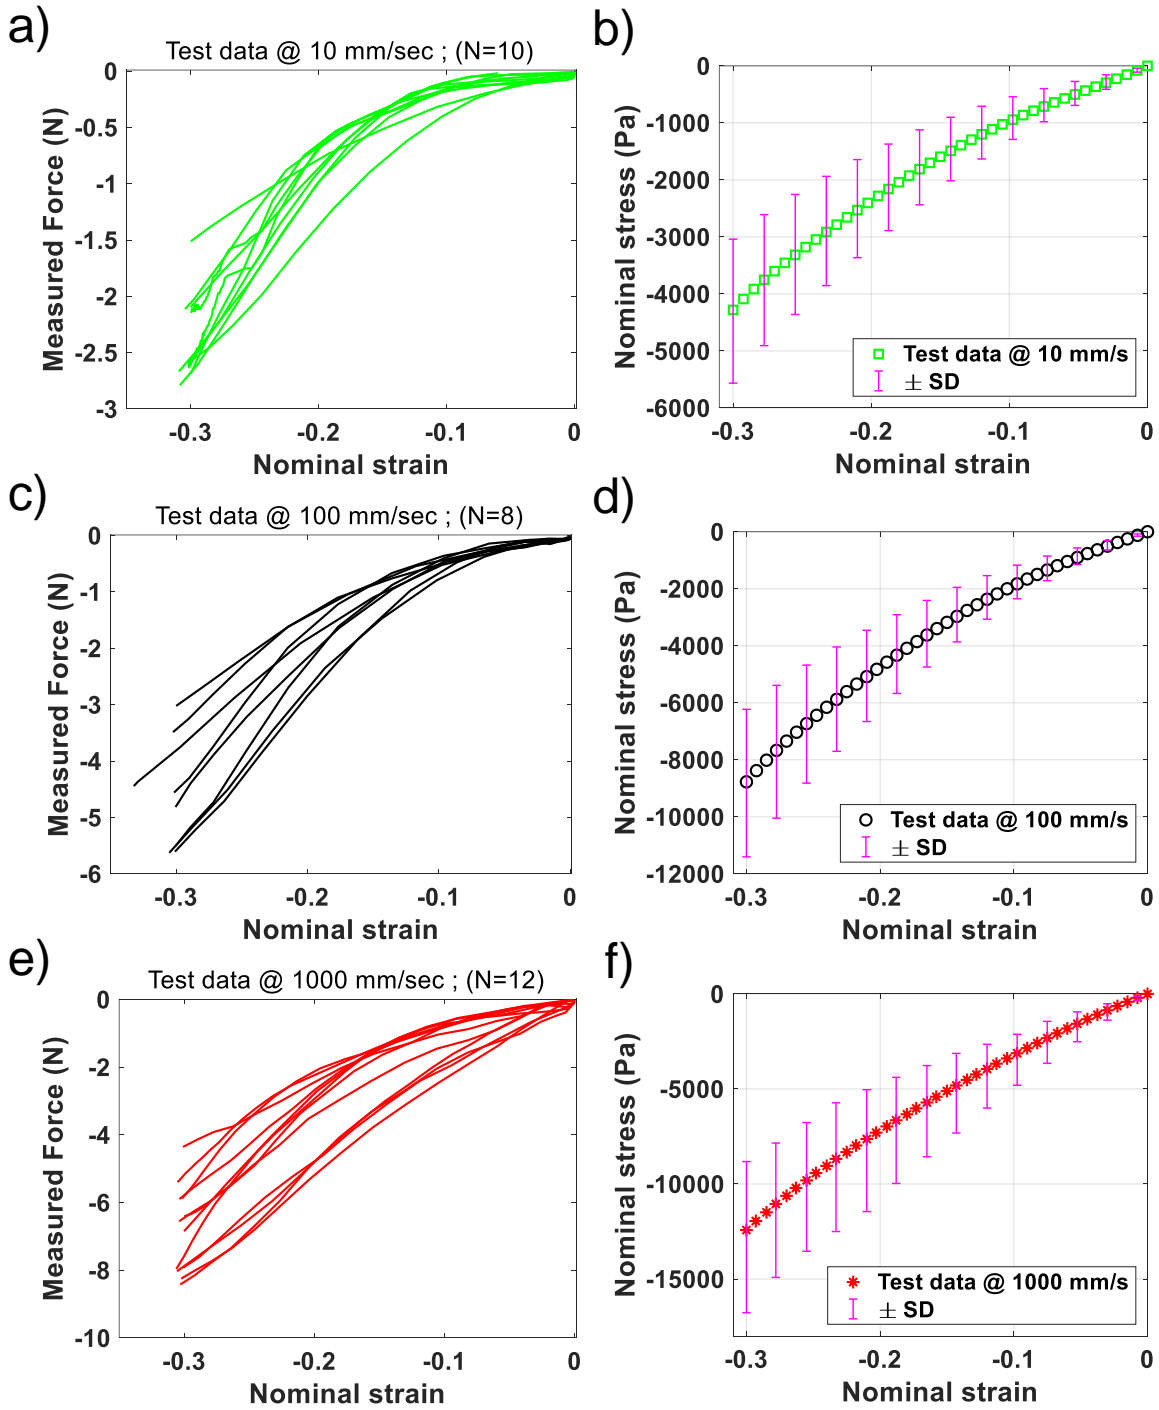 a)
Test data @ 10 mm/sec ; (N=10)
Measured Force (N)
0
-0.5
-1
-1.5
-2
-2.5
-3
-0.3
-0.2
-0.1
0
Nominal strain
b)
Nominal stress (Pa)
0
-1000
-2000
-3000
-4000
-5000
-6000
Test data @ 10 mm/s
± SD
-0.3
-0.2
-0.1
0
Nominal strain
c)
Test data @ 100 mm/sec ; (N=8)
Measured Force (N)
0
-1
-2
-3
-4
-5
-6
-0.3
-0.2
-0.1
0
Nominal strain
d)
Nominal stress (Pa)
0
-2000
-4000
-6000
-8000
-10000
-12000
Test data @ 100 mm/s
± SD
-0.3
-0.2
-0.1
0
Nominal strain
e)
Test data @ 1000 mm/sec ; (N=12)
Measured Force (N)
0
-2
-4
-6
-8
-10
-0.3
-0.2
-0.1
0
Nominal strain
f)
Nominal stress (Pa)
0
-5000
-10000
-15000
Test data @ 1000 mm/s
± SD
-0.3
-0.2
-0.1
0
Nominal strain